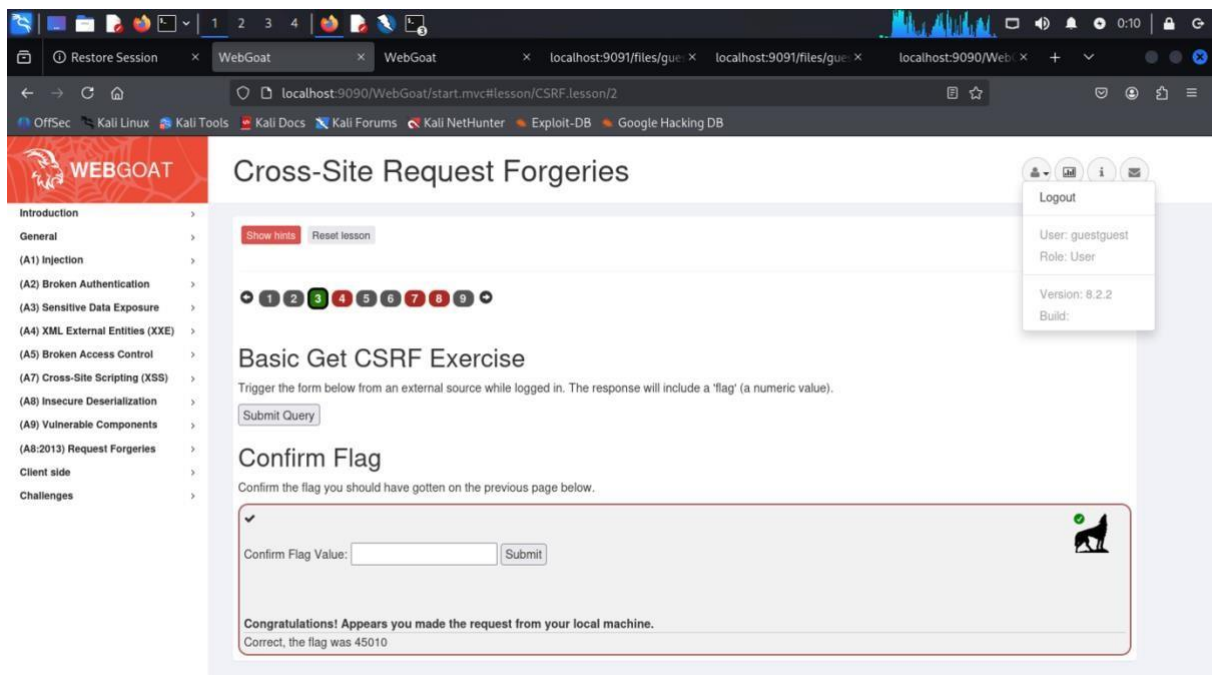 1 2 3 4
0:10
Restore Session
WebGoat
WebGoat
localhost:9091/files/gue
localhost:9091/files/gue
localhost:9090/Web
localhost:9090/WebGoat/start.mvc#lesson/CSRF.lesson/2
OffSec Kali Linux Kali Tools Kali Docs Kali Forums Kali NetHunter Exploit-DB Google Hacking DB
WEBGOAT
Cross-Site Request Forgeries
Logout
User: guestguest
Role: User
Version: 8.2.2
Build:
Introduction
General
(A1) Injection
(A2) Broken Authentication
(A3) Sensitive Data Exposure
(A4) XML External Entities (XXE)
(A5) Broken Access Control
(A7) Cross-Site Scripting (XSS)
(A8) Insecure Deserialization
(A9) Vulnerable Components
(A8:2013) Request Forgeries
Client side
Challenges
Show hints Reset lesson
1 2 3 4 5 6 7 8 9
Basic Get CSRF Exercise
Trigger the form below from an external source while logged in. The response will include a 'flag' (a numeric value).
Submit Query
Confirm Flag
Confirm the flag you should have gotten on the previous page below.
Confirm Flag Value: Submit
Congratulations! Appears you made the request from your local machine.
Correct, the flag was 45010